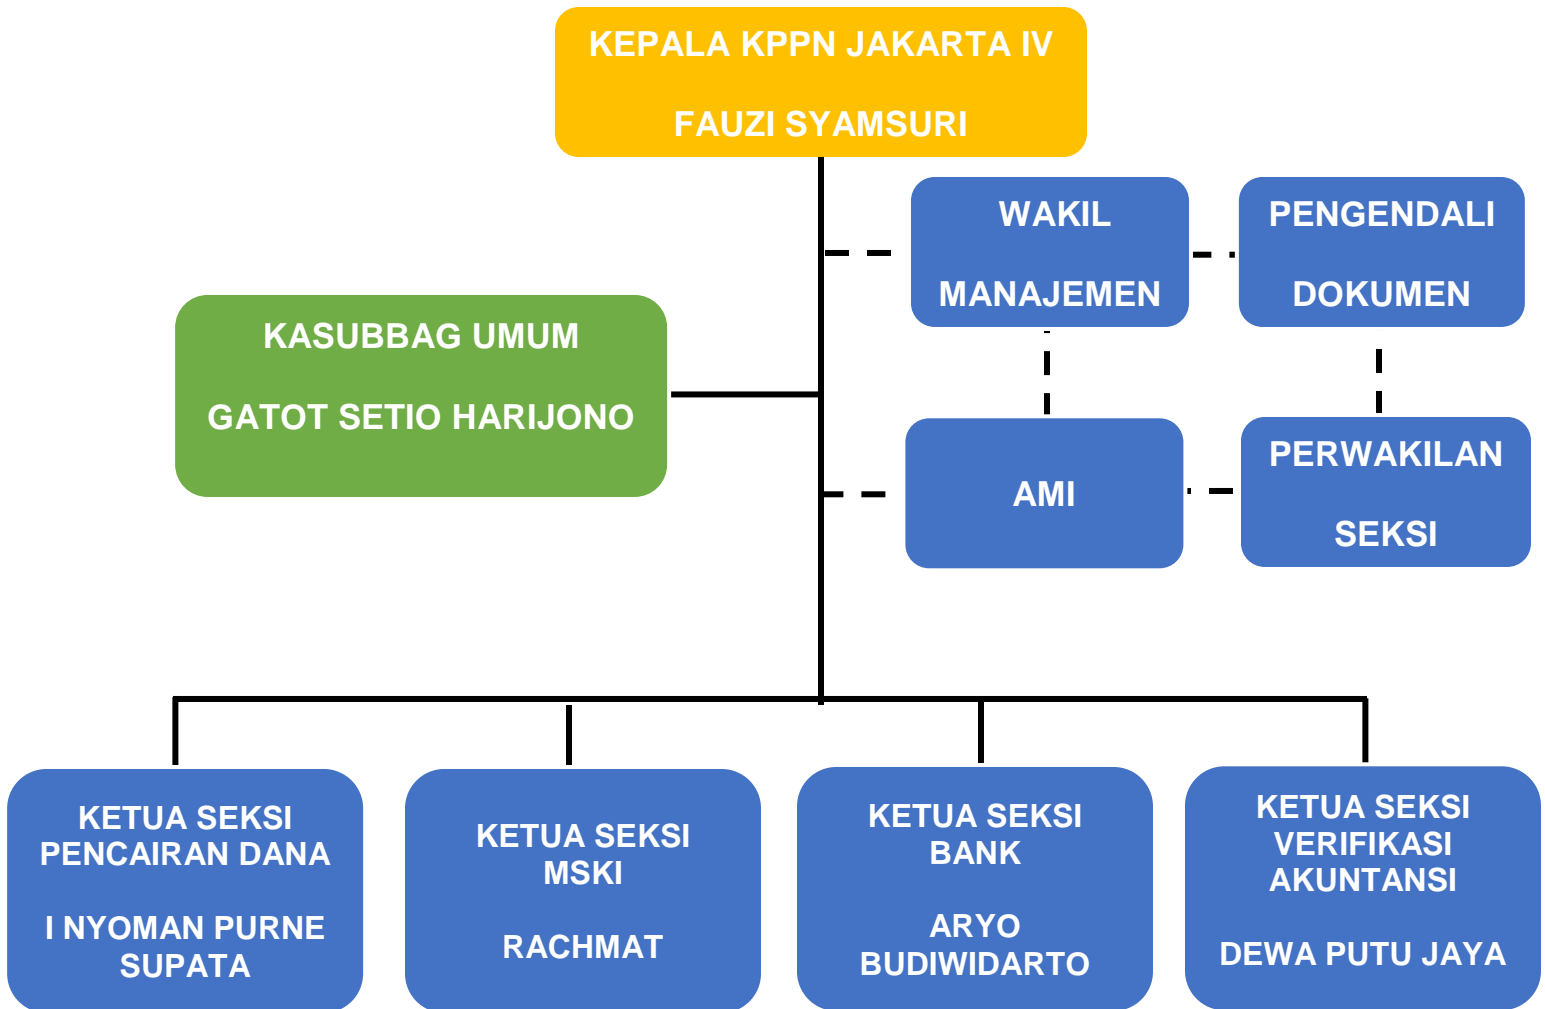 KEPALA KPPN JAKARTA IV
FAUZI SYAMSURI
WAKIL
MANAJEMEN
PENGENDALI
DOKUMEN
KASUBBAG UMUM
GATOT SETIO HARIJONO
AMI
PERWAKILAN
SEKSI
KETUA SEKSI
PENCAIRAN DANA
I NYOMAN PURNE
SUPATA
KETUA SEKSI
MSKI
RACHMAT
KETUA SEKSI
BANK
ARYO
BUDIWIDARTO
KETUA SEKSI
VERIFIKASI
AKUNTANSI
DEWA PUTU JAYA